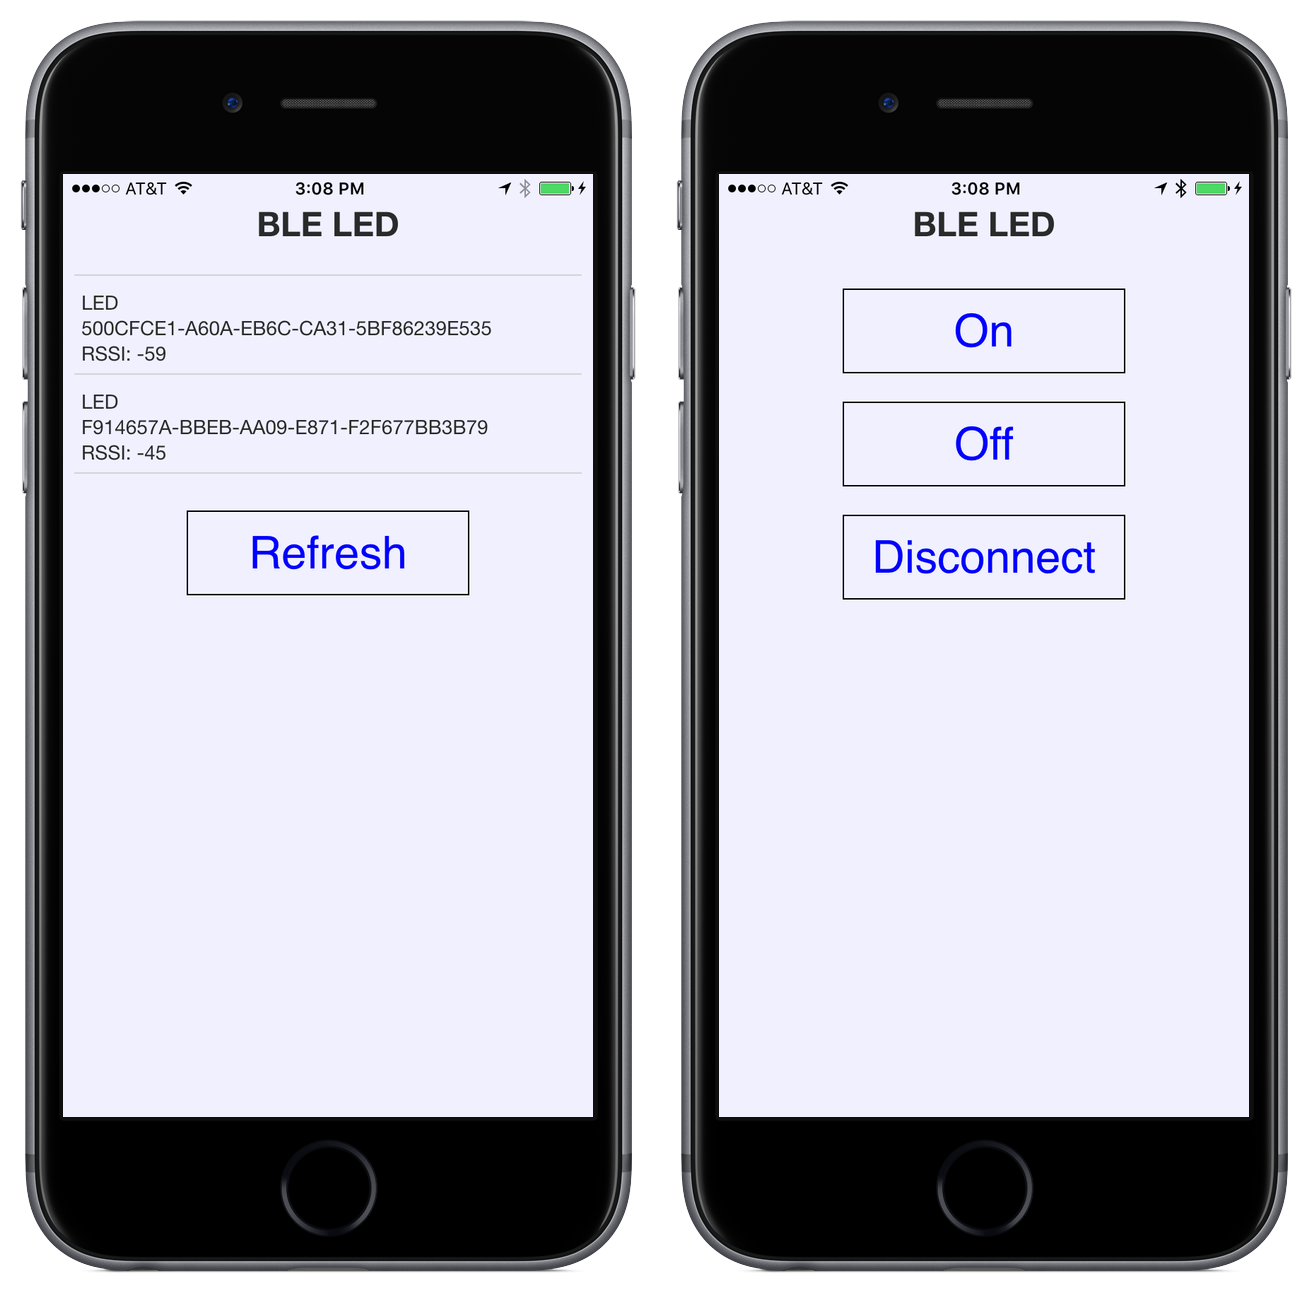 ●●●○○ AT&T 3:08 PM
BLE LED
LED
500CFCE1-A60A-EB6C-CA31-5BF86239E535
RSSI: -59
LED
F914657A-BBEB-AA09-E871-F2F677BB3B79
RSSI: -45
Refresh
●●●○○ AT&T 3:08 PM
BLE LED
On
Off
Disconnect